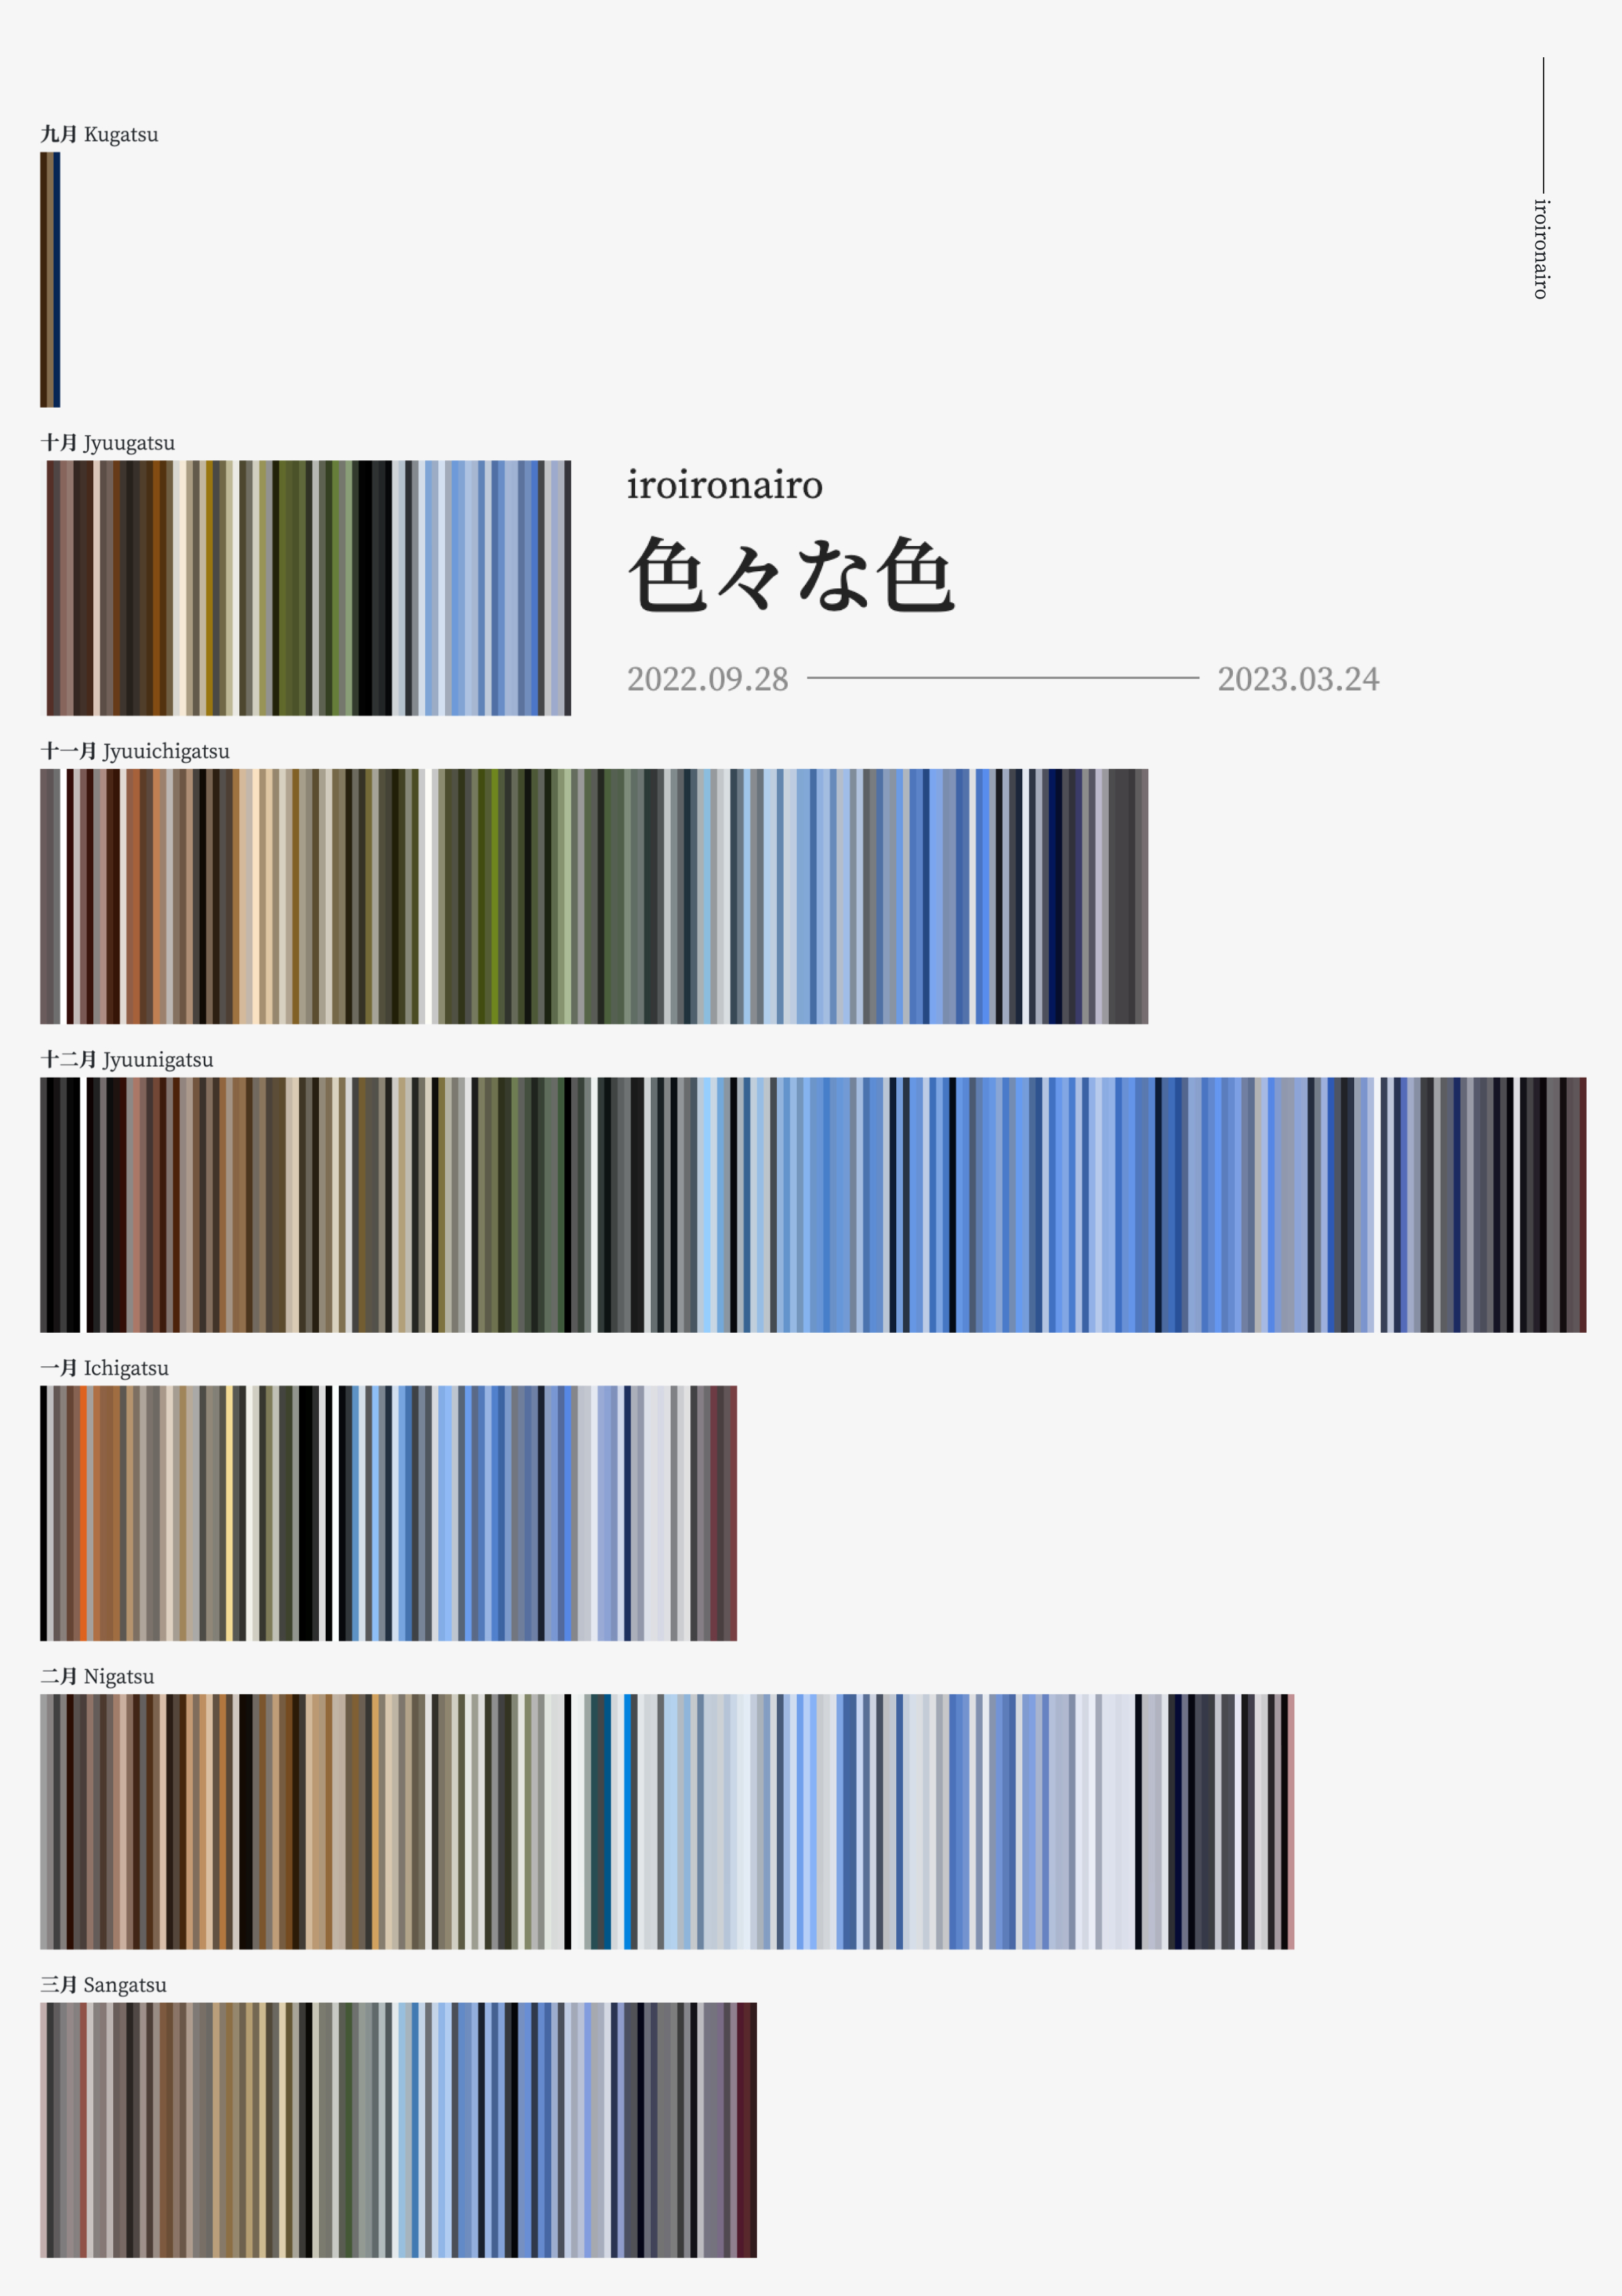 iroironairo
九月 Kugatsu
十月 Jyuugatsu
iroironairo
色々な色
2022.09.28 2023.03.24
十一月 Jyuuichigatsu
十二月 Jyuunigatsu
一月 Ichigatsu
二月 Nigatsu
三月 Sangatsu